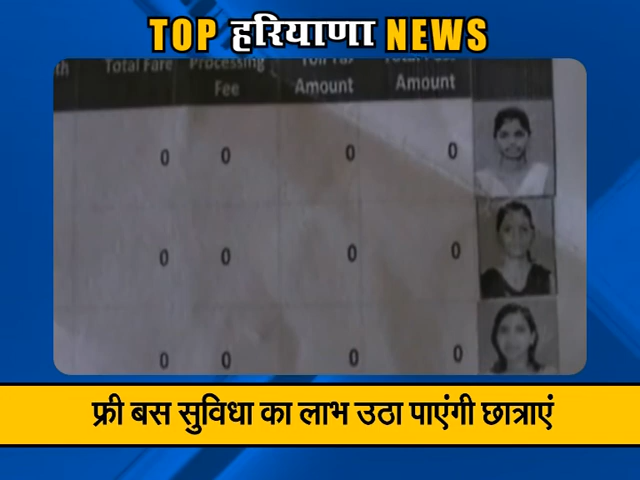 TOP हरियाणा NEWS
th Total Fare Processing Fee Amount Amount
0 0 0 0
0 0 0 0
0 0 0 0
फ्री बस सुविधा का लाभ उठा पाएंगी छात्राएं